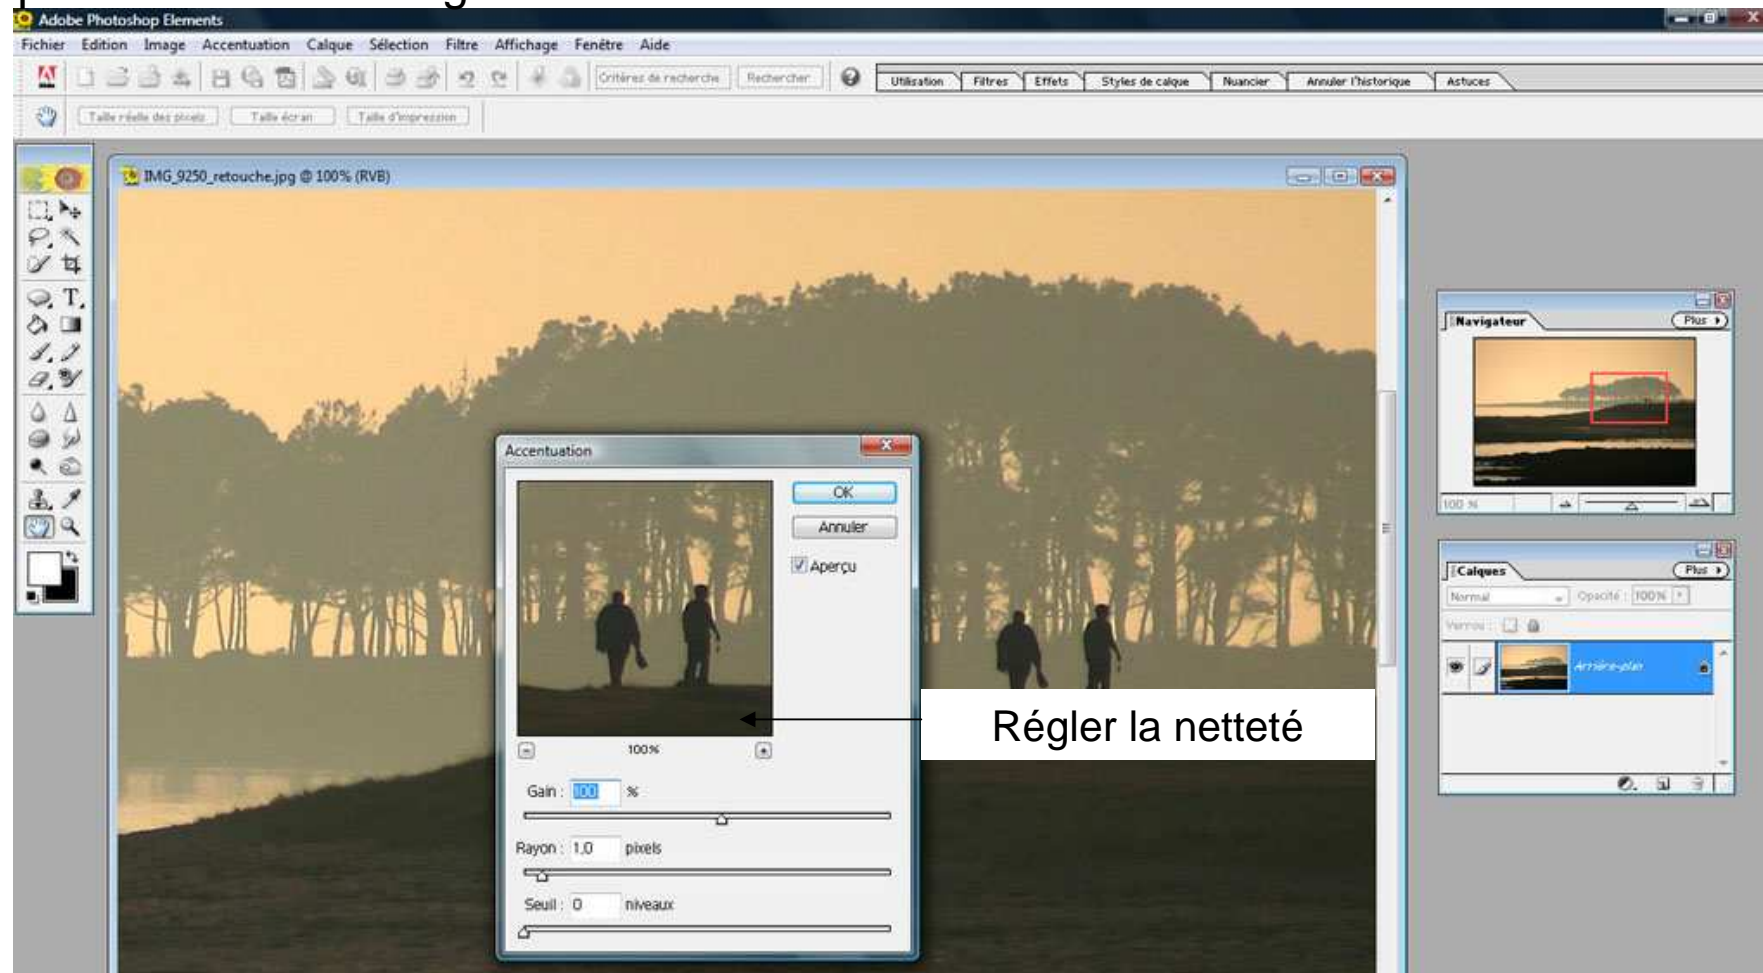 Adobe Photoshop Elements
Fichier Edition Image Accentuation Calque Sélection Filtre Affichage Fenêtre Aide
Critères de recherche Rechercher Utilisation Filtres Effets Styles de calque Nuancier Annuler l'historique Astuces
Taille réelle des pixels Taille écran Taille d'impression
IMG_9250_retouche.jpg @ 100% (RVB)
Navigateur Plus
100 %
Accentuation
OK
Annuler
Aperçu
100%
Gain : 100 %
Rayon : 1,0 pixels
Seuil : 0 niveaux
Régler la netteté
Calques Plus
Normal Opacité : 100%
Verrou :
Arrière-plan